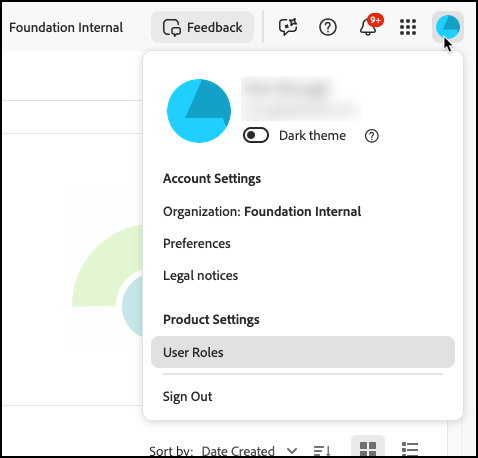 Foundation Internal Feedback 9+
Dark theme
Account Settings
Organization: Foundation Internal
Preferences
Legal notices
Product Settings
User Roles
Sign Out
Sort by: Date Created